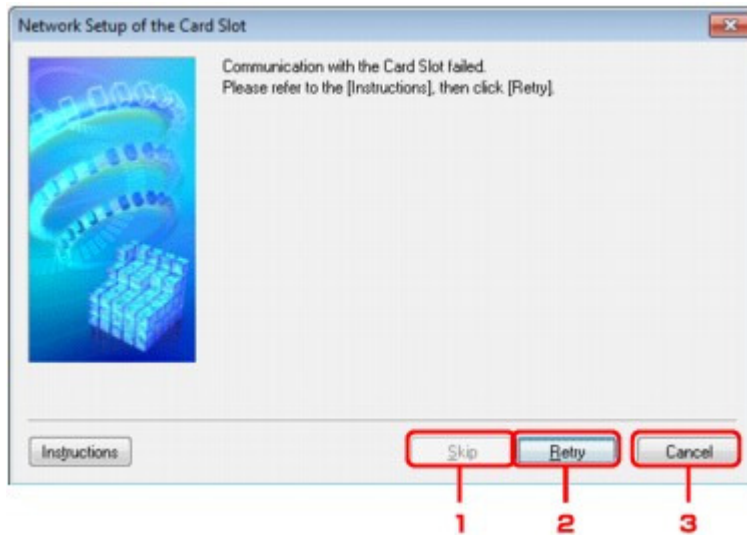 Network Setup of the Card Slot
Communication with the Card Slot failed.
Please refer to the [Instructions], then click [Retry].
Instructions
Skip
Retry
Cancel
1
2
3